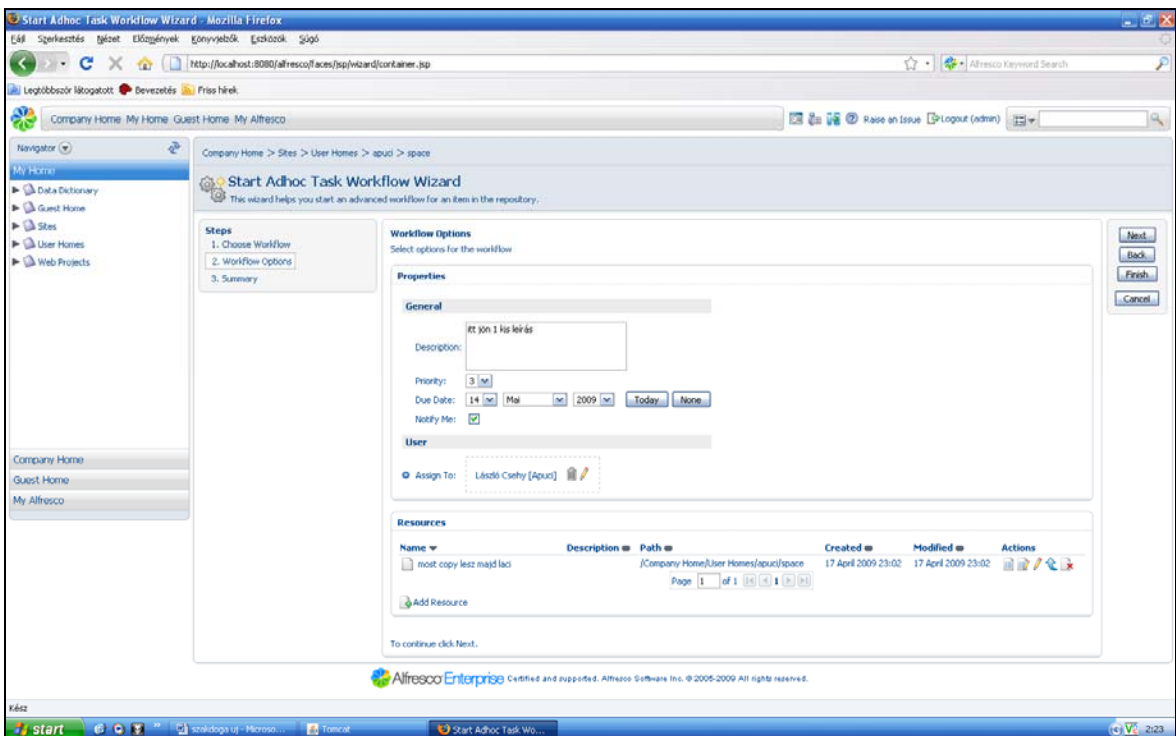 Start Adhoc Task Workflow Wizard - Mozilla Firefox
Fájl Szerkesztés Nézet Előzmények Könyvjelzők Eszközök Súgó
http://localhost:8080/alfresco/faces/jsp/wizard/container.jsp
Alfresco Keyword Search
Legtöbbször látogatott Bevezetés Friss hírek
Company Home My Home Guest Home My Alfresco
Raise an Issue Logout (admin)
Navigator
Company Home > Sites > User Homes > apuci > space
My Home
Data Dictionary
Guest Home
Sites
User Homes
Web Projects
Company Home
Guest Home
My Alfresco
Start Adhoc Task Workflow Wizard
This wizard helps you start an advanced workflow for an item in the repository.
Steps
1. Choose Workflow
2. Workflow Options
3. Summary
Workflow Options
Select options for the workflow
Properties
General
Description: itt jön 1 kis leírás
Priority: 3
Due Date: 14 Mai 2009 Today None
Notify Me:
User
Assign To: László Csehy [Apuci]
Resources
Name Description Path Created Modified Actions
most copy lesz majd laci /Company Home/User Homes/apuci/space 17 April 2009 23:02 17 April 2009 23:02
Page 1 of 1 1
Add Resource
To continue click Next.
Next
Back
Finish
Cancel
Alfresco Enterprise Certified and supported. Alfresco Software Inc. © 2005-2009 All rights reserved.
Kész
start szakdoga uj - Microso... Tomcat Start Adhoc Task Wo... 2:23